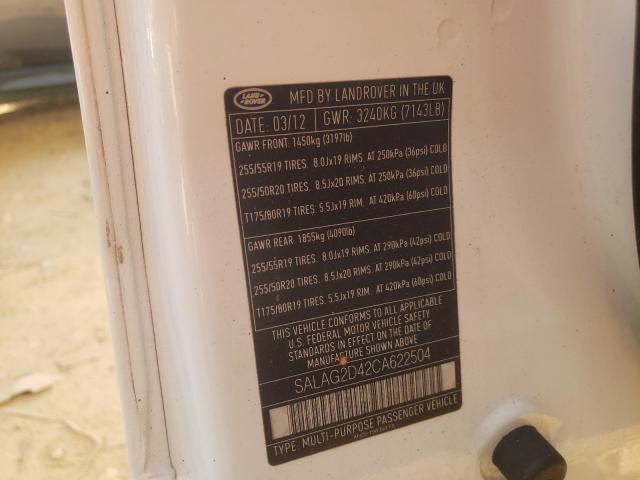 LAND ROVER
MFD BY LANDROVER IN THE UK
DATE: 03/12 GWR: 3240KG (7143LB)
GAWR FRONT: 1450kg (3197lb)
255/55R19 TIRES. 8.0Jx19 RIMS. AT 250kPa (36psi) COLD
255/50R20 TIRES. 8.5Jx20 RIMS. AT 250kPa (36psi) COLD
T175/80R19 TIRES. 5.5Jx19 RIM. AT 420kPa (60psi) COLD
GAWR REAR: 1855kg (4090lb)
255/55R19 TIRES. 8.0Jx19 RIMS. AT 290kPa (42psi) COLD
255/50R20 TIRES. 8.5Jx20 RIMS. AT 290kPa (42psi) COLD
T175/80R19 TIRES. 5.5Jx19 RIM. AT 420kPa (60psi) COLD
THIS VEHICLE CONFORMS TO ALL APPLICABLE
U.S. FEDERAL MOTOR VEHICLE SAFETY
STANDARDS IN EFFECT ON THE DATE OF
MANUFACTURE SHOWN ABOVE
SALAG2D42CA622504
TYPE: MULTI-PURPOSE PASSENGER VEHICLE